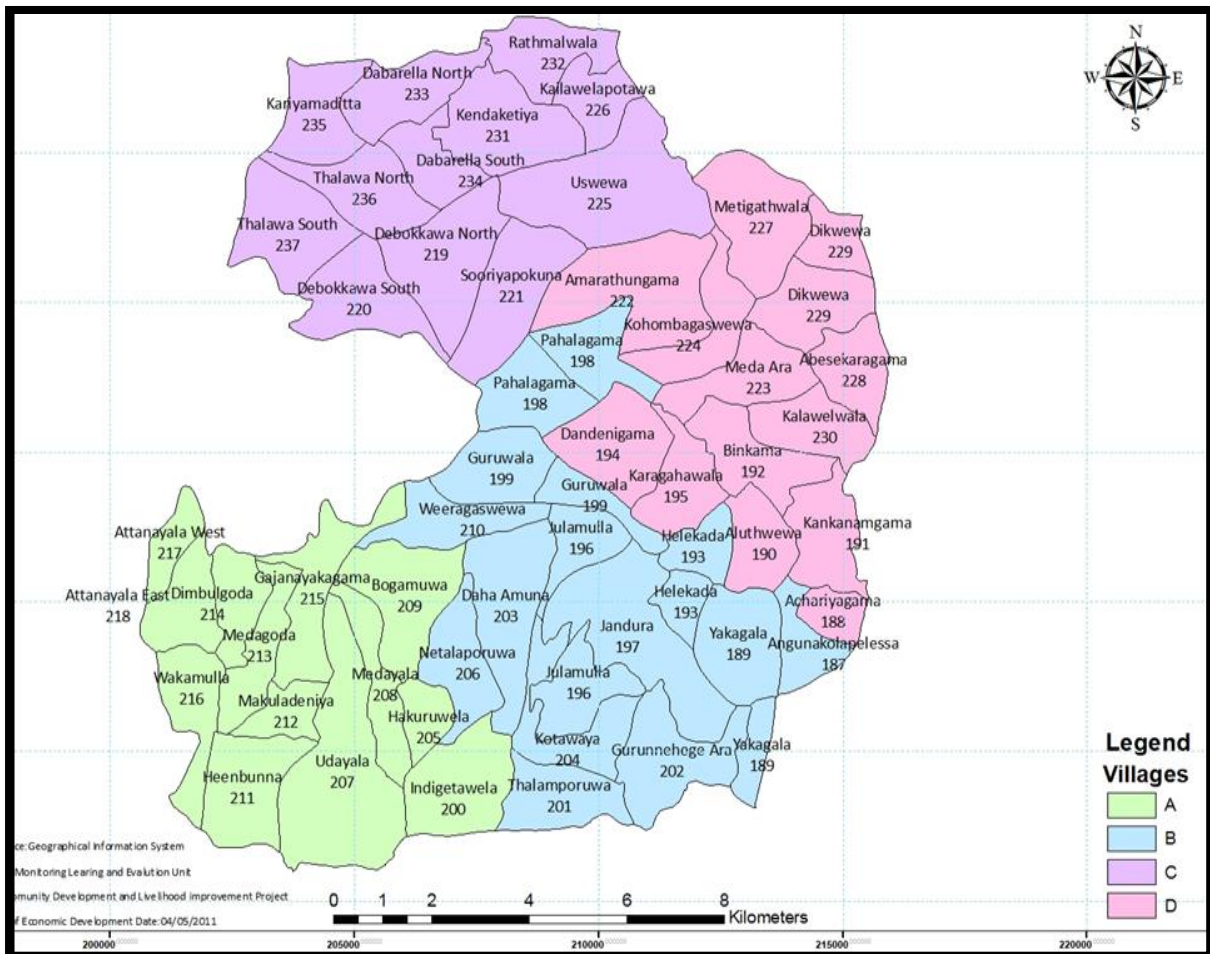 N
W E
S
Rathmalwala
232
Dabarella North
233
Kailawelapotawa
226
Kariyamaditta
235
Kendaketiya
231
Dabarella South
234
Thalawa North
236
Uswewa
225
Metigathwala
227
Dikwewa
229
Thalawa South
237
Debokkawa North
219
Sooriyapokuna
221
Amarathungama
222
Debokkawa South
220
Dikwewa
229
Kohombagaswewa
224
Pahalagama
198
Meda Ara
223
Abesekaragama
228
Pahalagama
198
Kalawelwala
230
Dandenigama
194
Binkama
192
Guruwala
199
Karagahawala
195
Guruwala
199
Weeragaswewa
210
Julamulla
196
Helekada
193
Aluthwewa
190
Kankanamgama
191
Attanayala West
217
Gajanayakagama
215
Bogamuwa
209
Attanayala East
218
Dimbulgoda
214
Daha Amuna
203
Helekada
193
Achariyagama
188
Medagoda
213
Jandura
197
Yakagala
189
Angunakolapelessa
187
Netalaporuwa
206
Wakamulla
216
Medayala
208
Julamulla
196
Makuladeniya
212
Hakuruwela
205
Kotawaya
204
Gurunnehege Ara
202
Yakagala
189
Udayala
207
Heenbunna
211
Indigetawela
200
Thalamporuwa
201
Legend
Villages
A
B
C
D
ce:Geographical Information System
Monitoring Learing and Evalution Unit
omunity Development and Livelihood improvement Project
of Economic Development Date:04/05/2011
0 1 2 4 6 8
Kilometers
200000 205000 210000 215000 220000